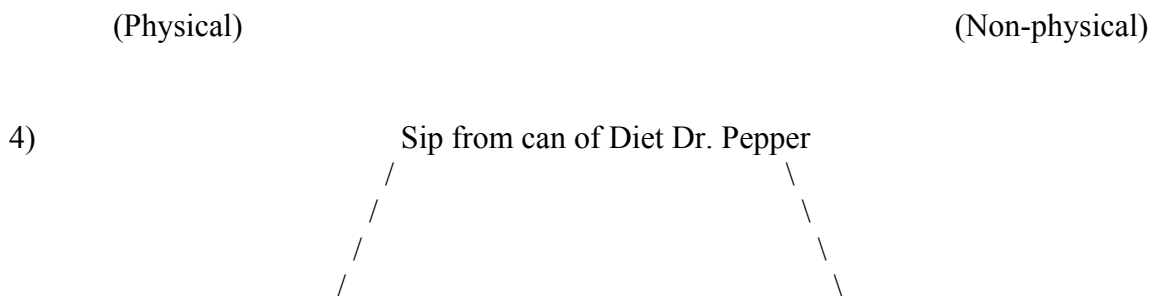 (Physical) (Non-physical)
4) Sip from can of Diet Dr. Pepper